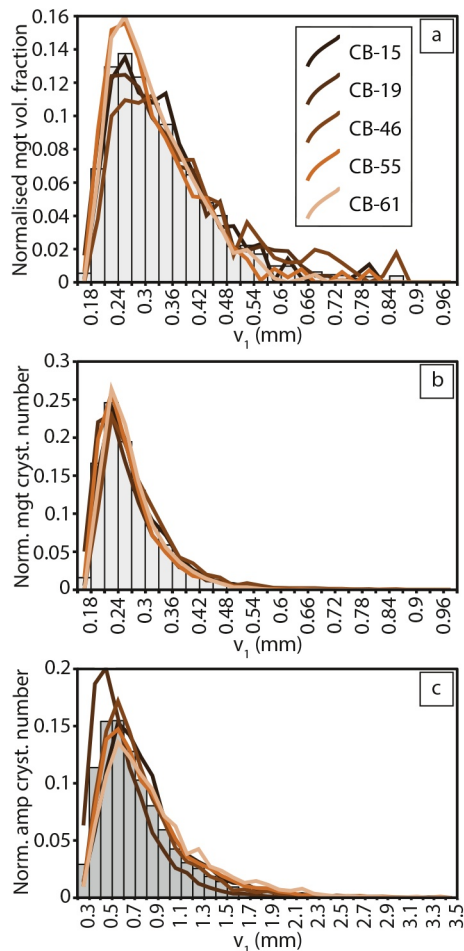 0.16
0.14
0.12
0.1
0.08
0.06
0.04
0.02
0
Normalised mgt vol. fraction
a
CB-15
CB-19
CB-46
CB-55
CB-61
0.18 0.24 0.3 0.36 0.42 0.48 0.54 0.6 0.66 0.72 0.78 0.84 0.9 0.96
v₁ (mm)
0.3
0.25
0.2
0.15
0.1
0.05
0
Norm. mgt cryst. number
b
0.18 0.24 0.3 0.36 0.42 0.48 0.54 0.6 0.66 0.72 0.78 0.84 0.9 0.96
v₁ (mm)
0.2
0.15
0.1
0.05
0
Norm. amp cryst. number
c
0.3 0.5 0.7 0.9 1.1 1.3 1.5 1.7 1.9 2.1 2.3 2.5 2.7 2.9 3.1 3.3 3.5
v₁ (mm)